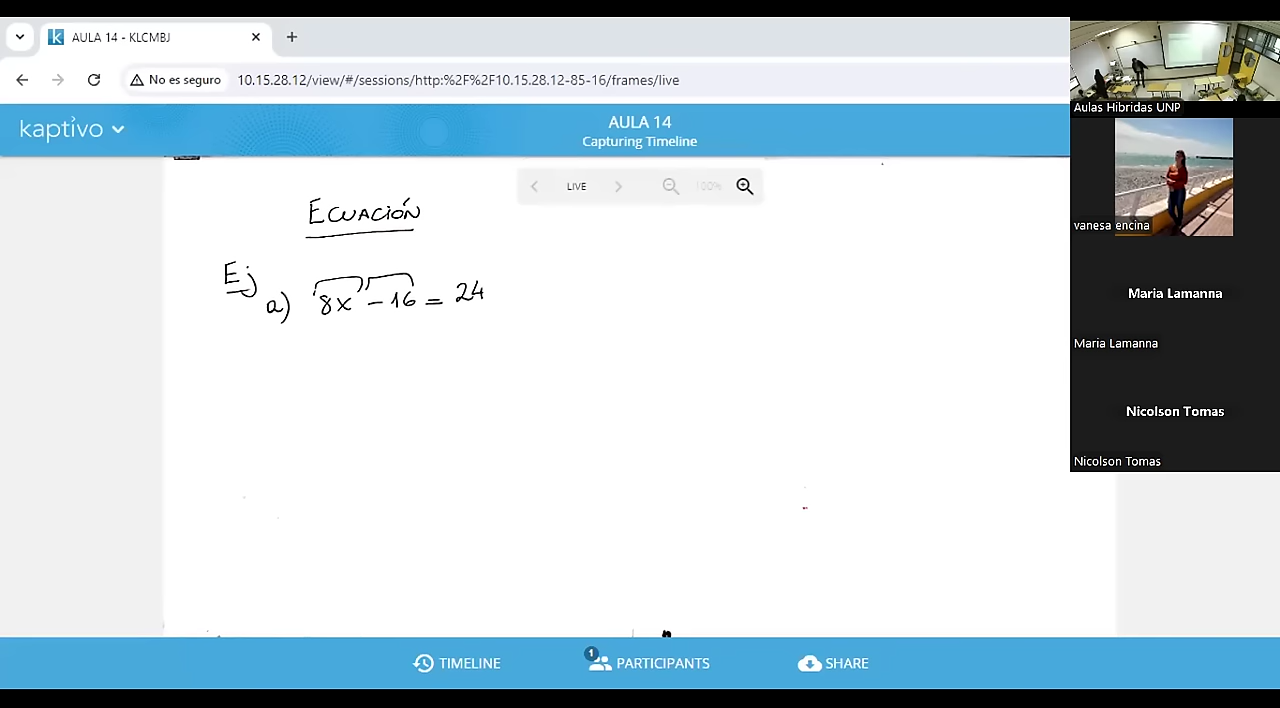 AULA 14 - KLCMBJ
No es seguro
10.15.28.12/view/#/sessions/http:%2F%2F10.15.28.12-85-16/frames/live
kaptivo
AULA 14
Capturing Timeline
LIVE
100%
ECUACIÓN
Ej
a) 8x - 16 = 24
Aulas Híbridas UNP
vanesa encina
Maria Lamanna
Maria Lamanna
Nicolson Tomas
Nicolson Tomas
TIMELINE
1
PARTICIPANTS
SHARE